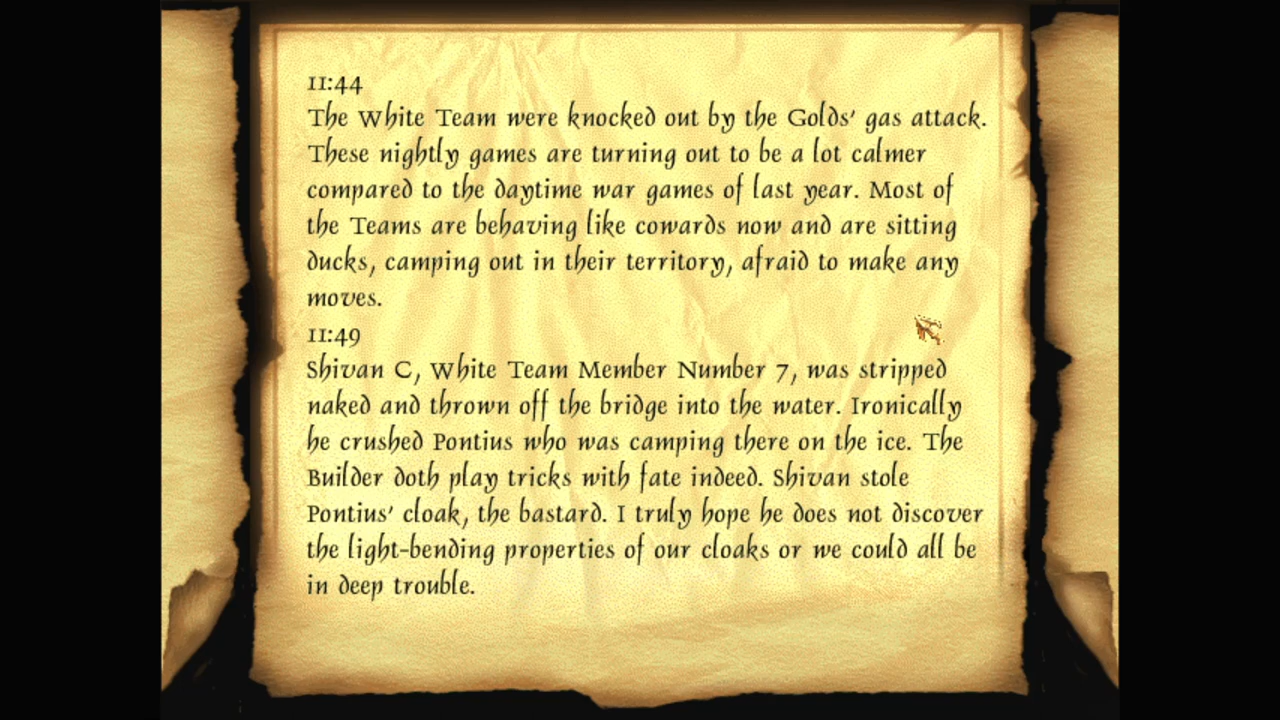 11:44
The White Team were knocked out by the Golds' gas attack.
These nightly games are turning out to be a lot calmer
compared to the daytime war games of last year. Most of
the Teams are behaving like cowards now and are sitting
ducks, camping out in their territory, afraid to make any
moves.
11:49
Shivan C, White Team Member Number 7, was stripped
naked and thrown off the bridge into the water. Ironically
he crushed Pontius who was camping there on the ice. The
Builder doth play tricks with fate indeed. Shivan stole
Pontius' cloak, the bastard. I truly hope he does not discover
the light-bending properties of our cloaks or we could all be
in deep trouble.